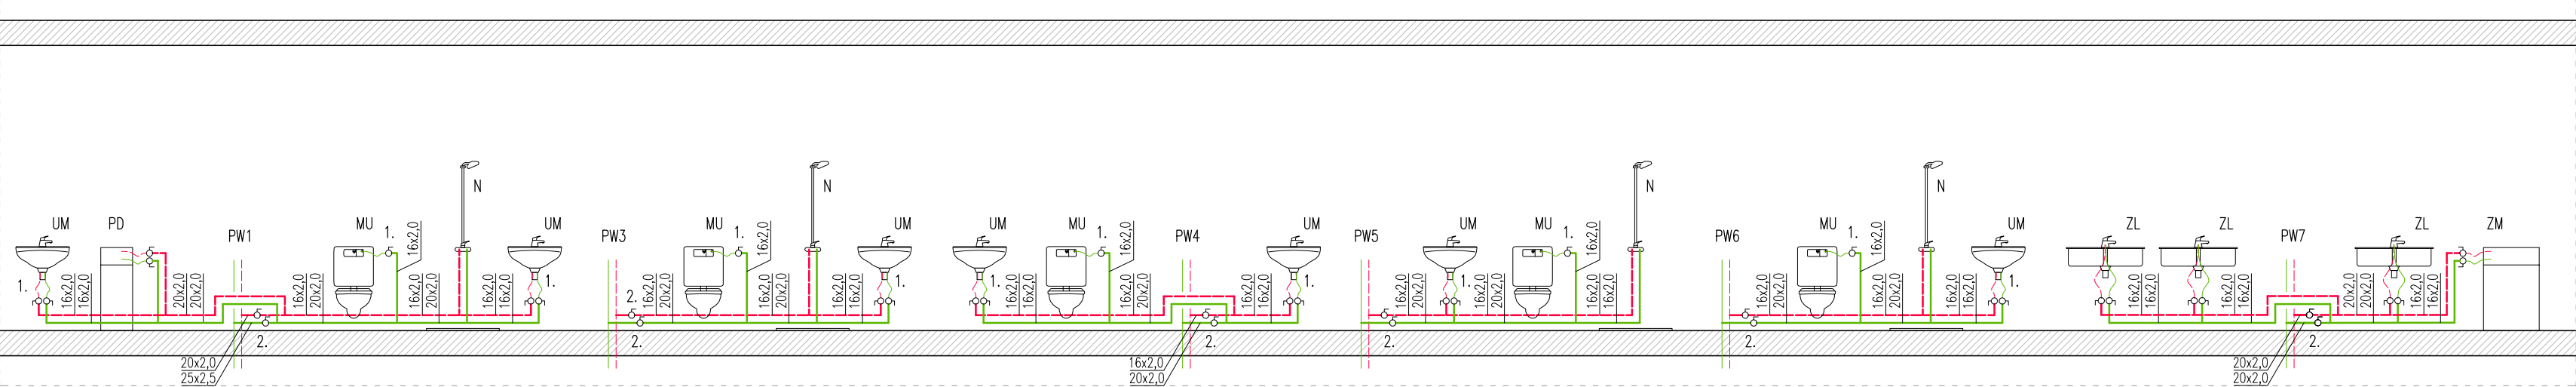 UM
1.
16x2,0
16x2,0
PD
20x2,0
20x2,0
PW1
2.
20x2,0
25x2,5
16x2,0
20x2,0
MU
1.
16x2,0
16x2,0
20x2,0
N
16x2,0
16x2,0
UM
1.
PW3
2.
2.
16x2,0
20x2,0
MU
1.
16x2,0
16x2,0
20x2,0
N
16x2,0
16x2,0
UM
1.
UM
16x2,0
16x2,0
MU
1.
16x2,0
16x2,0
20x2,0
PW4
2.
16x2,0
20x2,0
16x2,0
16x2,0
UM
1.
PW5
2.
16x2,0
20x2,0
UM
1.
16x2,0
20x2,0
MU
1.
16x2,0
16x2,0
16x2,0
N
PW6
2.
16x2,0
20x2,0
MU
1.
16x2,0
16x2,0
20x2,0
N
16x2,0
16x2,0
UM
1.
ZL
16x2,0
16x2,0
ZL
16x2,0
16x2,0
PW7
2.
20x2,0
20x2,0
20x2,0
20x2,0
ZL
16x2,0
16x2,0
ZM